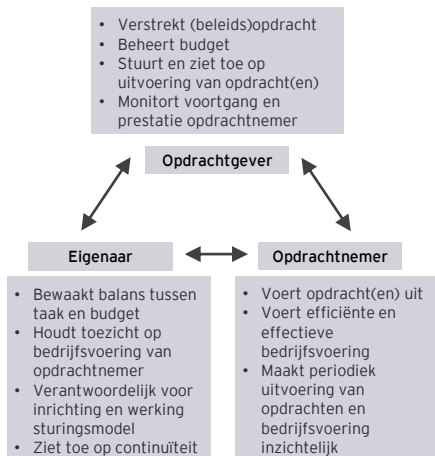 • Verstrekt (beleids)opdracht
• Beheert budget
• Stuurt en ziet toe op
uitvoering van opdracht(en)
• Monitort voortgang en
prestatie opdrachtnemer
Opdrachtgever
Eigenaar
Opdrachtnemer
• Bewaakt balans tussen
taak en budget
• Houdt toezicht op
bedrijfsvoering van
opdrachtnemer
• Verantwoordelijk voor
inrichting en werking
sturingsmodel
• Ziet toe op continuïteit
• Voert opdracht(en) uit
• Voert efficiënte en
effectieve
bedrijfsvoering
• Maakt periodiek
uitvoering van
opdrachten en
bedrijfsvoering
inzichtelijk